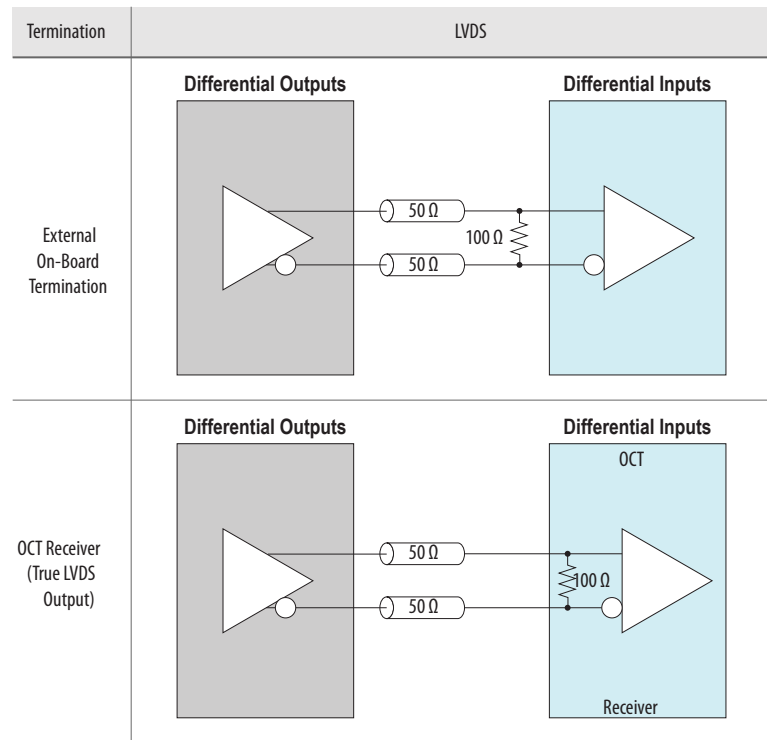 Termination
LVDS
Differential Outputs
Differential Inputs
External
On-Board
Termination
50 Ω
100 Ω
50 Ω
Differential Outputs
Differential Inputs
OCT
OCT Receiver
(True LVDS
Output)
50 Ω
100 Ω
50 Ω
Receiver